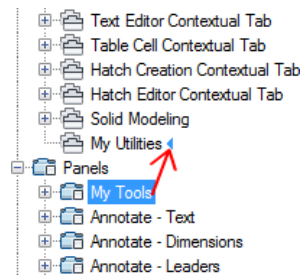 Text Editor Contextual Tab
Table Cell Contextual Tab
Hatch Creation Contextual Tab
Hatch Editor Contextual Tab
Solid Modeling
My Utilities
Panels
My Tools
Annotate - Text
Annotate - Dimensions
Annotate - Leaders